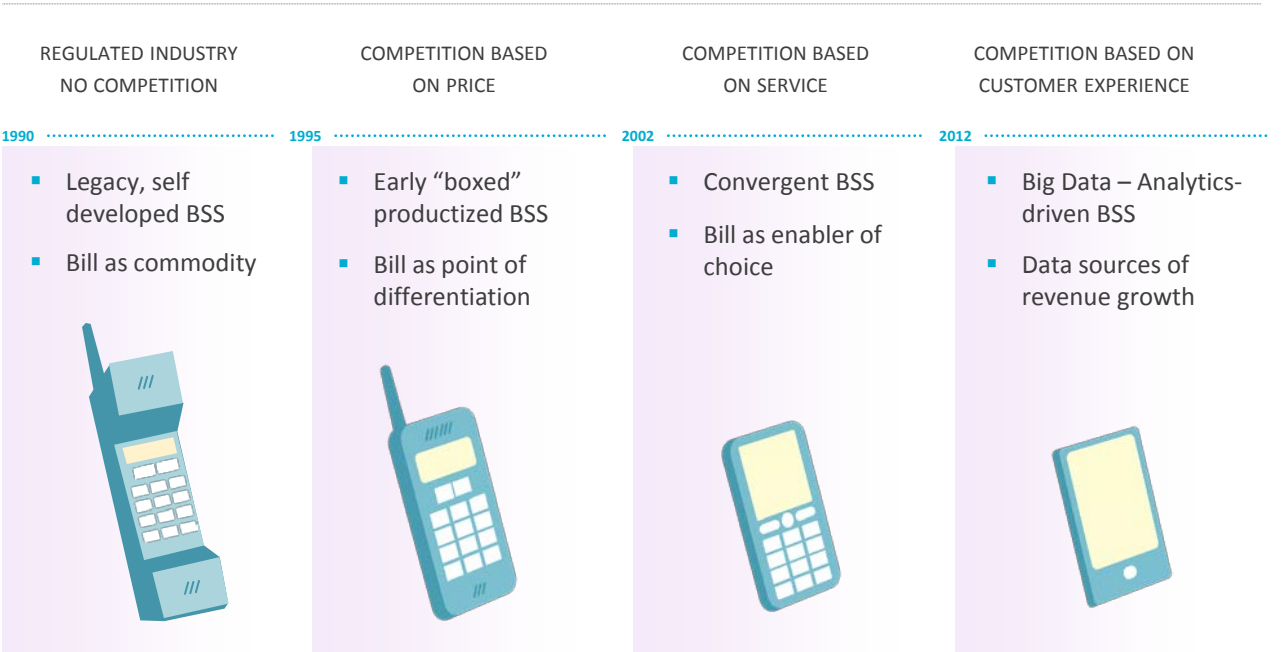 REGULATED INDUSTRY
NO COMPETITION
COMPETITION BASED
ON PRICE
COMPETITION BASED
ON SERVICE
COMPETITION BASED ON
CUSTOMER EXPERIENCE
1990
1995
2002
2012
▪ Legacy, self
developed BSS
▪ Bill as commodity
▪ Early “boxed”
productized BSS
▪ Bill as point of
differentiation
▪ Convergent BSS
▪ Bill as enabler of
choice
▪ Big Data – Analytics-
driven BSS
▪ Data sources of
revenue growth